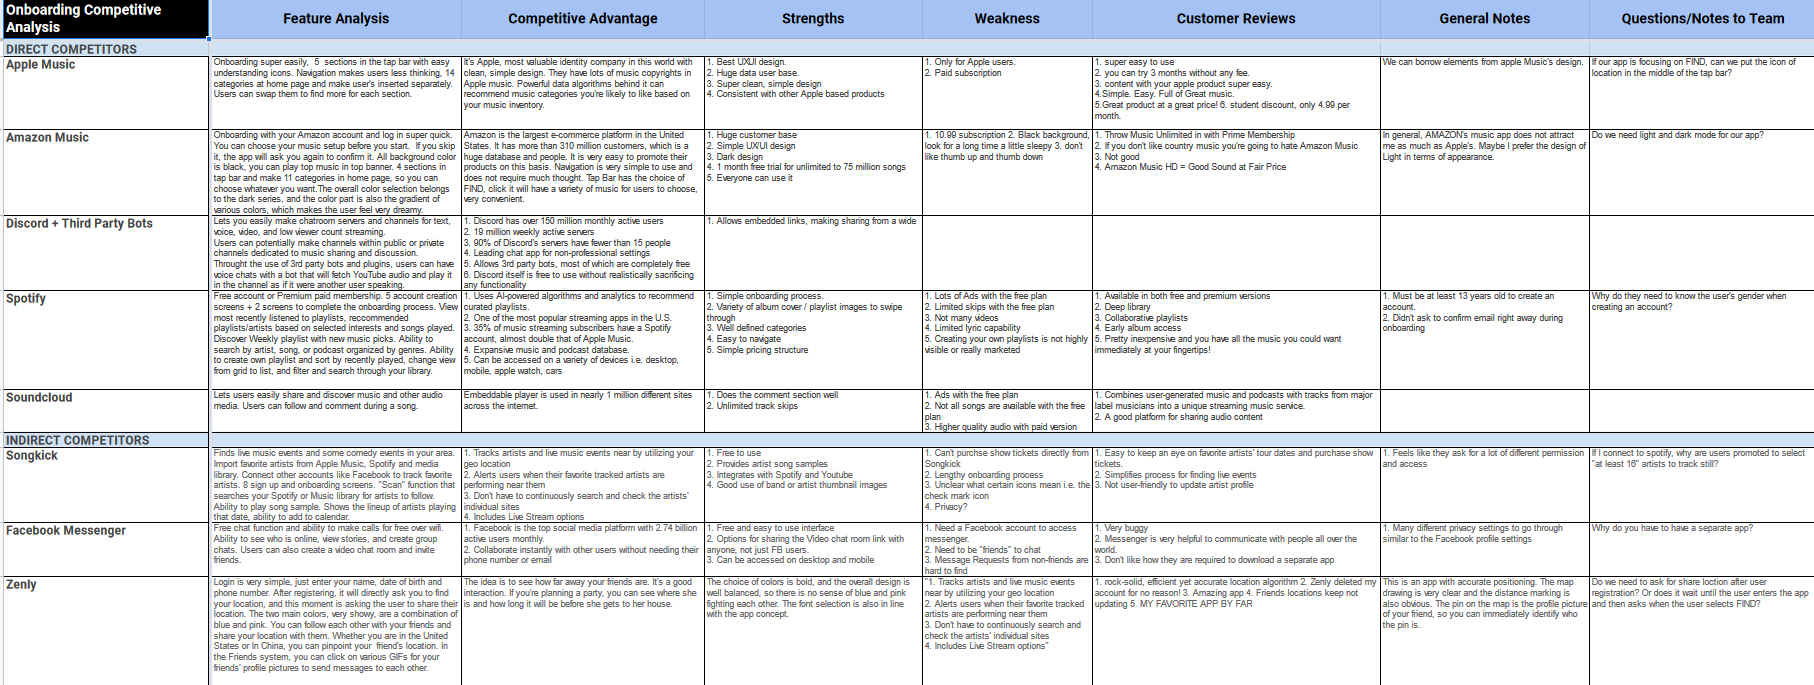 Onboarding Competitive
Analysis
Feature Analysis
Competitive Advantage
Strengths
Weakness
Customer Reviews
General Notes
Questions/Notes to Team
DIRECT COMPETITORS
Apple Music
Onboarding super easily, 5 sections in the tap bar with easy
understanding icons. Navigation makes users less thinking, 14
categories at home page and make user's inserted separately.
Users can swap them to find more for each section.
It's Apple, most valuable identity company in this world with
clean, simple design. They have lots of music copyrights in
Apple music. Powerful data algorithms behind it can
recommend music categories you're likely to like based on
your music inventory.
1. Best UX/UI design.
2. Huge data user base.
3. Super clean, simple design
4. Consistent with other Apple based products
1. Only for Apple users.
2. Paid subscription
1. super easy to use
2. you can try 3 months without any fee.
3. content with your apple product super easy.
4.Simple. Easy. Full of Great music.
5.Great product at a great price! 6. student discount, only 4.99 per
month.
We can borrow elements from apple Music's design.
If our app is focusing on FIND, can we put the icon of
location in the middle of the tap bar?
Amazon Music
Onboarding with your Amazon account and log in super quick.
You can choose your music setup before you start. If you skip
it, the app will ask you again to confirm it. All background color
is black, you can play top music in top banner. 4 sections in
tap bar and make 11 categories in home page, so you can
choose whatever you want.The overall color selection belongs
to the dark series, and the color part is also the gradient of
various colors, which makes the user feel very dreamy.
Amazon is the largest e-commerce platform in the United
States. It has more than 310 million customers, which is a
huge database and people. It is very easy to promote their
products on this basis. Navigation is very simple to use and
does not require much thought. Tap Bar has the choice of
FIND, click it will have a variety of music for users to choose,
very convenient.
1. Huge customer base
2. Simple UX/UI design
3. Dark design
4. 1 month free trial for unlimited to 75 million songs
5. Everyone can use it
1. 10.99 subscription 2. Black background,
look for a long time a little sleepy 3. don't
like thumb up and thumb down
1. Throw Music Unlimited in with Prime Membership
2. If you don't like country music you're going to hate Amazon Music
3. Not good
4. Amazon Music HD = Good Sound at Fair Price
In general, AMAZON's music app does not attract
me as much as Apple's. Maybe I prefer the design of
Light in terms of appearance.
Do we need light and dark mode for our app?
Discord + Third Party Bots
Lets you easily make chatroom servers and channels for text,
voice, video, and low viewer count streaming.
Users can potentially make channels within public or private
channels dedicated to music sharing and discussion.
Throught the use of 3rd party bots and plugins, users can have
voice chats with a bot that will fetch YouTube audio and play it
in the channel as if it were another user speaking.
1. Discord has over 150 million monthly active users
2. 19 million weekly active servers
3. 90% of Discord's servers have fewer than 15 people
4. Leading chat app for non-professional settings
5. Allows 3rd party bots, most of which are completely free
6. Discord itself is free to use without realistically sacrificing
any functionality
1. Allows embedded links, making sharing from a wide
Spotify
Free account or Premium paid membership. 5 account creation
screens + 2 screens to complete the onboarding process. View
most recently listened to playlists, reccommended
playlists/artists based on selected interests and songs played.
Discover Weekly playlist with new music picks. Ability to
search by artist, song, or podcast organized by genres. Ability
to create own playlist and sort by recently played, change view
from grid to list, and filter and search through your library.
1. Uses AI-powered algorithms and analytics to recommend
curated playlists.
2. One of the most popular streaming apps in the U.S.
3. 35% of music streaming subscribers have a Spotify
account, almost double that of Apple Music.
4. Expansive music and podcast database.
5. Can be accessed on a variety of devices i.e. desktop,
mobile, apple watch, cars
1. Simple onboarding process.
2. Variety of album cover / playlist images to swipe
through
3. Well defined categories
4. Easy to navigate
5. Simple pricing structure
1. Lots of Ads with the free plan
2. Limited skips with the free plan
3. Not many videos
4. Limited lyric capability
5. Creating your own playlists is not highly
visible or really marketed
1. Available in both free and premium versions
2. Deep library
3. Collaborative playlists
4. Early album access
5. Pretty inexpensive and you have all the music you could want
immediately at your fingertips!
1. Must be at least 13 years old to create an
account.
2. Didn't ask to confirm email right away during
onboarding
Why do they need to know the user's gender when
creating an account?
Soundcloud
Lets users easily share and discover music and other audio
media. Users can follow and comment during a song.
Embeddable player is used in nearly 1 million different sites
across the internet.
1. Does the comment section well
2. Unlimited track skips
1. Ads with the free plan
2. Not all songs are available with the free
plan
3. Higher quality audio with paid version
1. Combines user-generated music and podcasts with tracks from major
label musicians into a unique streaming music service.
2. A good platform for sharing audio content
INDIRECT COMPETITORS
Songkick
Finds live music events and some comedy events in your area.
Import favorite artists from Apple Music, Spotify and media
library. Connect other accounts like Facebook to track favorite
artists. 8 sign up and onboarding screens. "Scan" function that
searches your Spotify or Music library for artists to follow.
Ability to play song sample. Shows the lineup of artists playing
that date, ability to add to calendar.
1. Tracks artists and live music events near by utilizing your
geo location
2. Alerts users when their favorite tracked artists are
performing near them
3. Don't have to continuously search and check the artists'
individual sites
4. Includes Live Stream options
1. Free to use
2. Provides artist song samples
3. Integrates with Spotify and Youtube
4. Good use of band or artist thumbnail images
1. Can't purchse show tickets directly from
Songkick
2. Lengthy onboarding process
3. Unclear what certain icons mean i.e. the
check mark icon
4. Privacy?
1. Easy to keep an eye on favorite artists' tour dates and purchase show
tickets.
2. Simplifies process for finding live events
3. Not user-friendly to update artist profile
1. Feels like they ask for a lot of different permission
and access
If I connect to spotify, why are users promoted to select
"at least 16" artists to track still?
Facebook Messenger
Free chat function and ability to make calls for free over wifi.
Ability to see who is online, view stories, and create group
chats. Users can also create a video chat room and invite
friends.
1. Facebook is the top social media platform with 2.74 billion
active users monthly.
2. Collaborate instantly with other users without needing their
phone number or email
1. Free and easy to use interface
2. Options for sharing the Video chat room link with
anyone, not just FB users.
3. Can be accessed on desktop and mobile
1. Need a Facebook account to access
messenger.
2. Need to be "friends" to chat
3. Message Requests from non-friends are
hard to find
1. Very buggy
2. Messenger is very helpful to communicate with people all over the
world.
3. Don't like how they are required to download a separate app
1. Many different privacy settings to go through
similar to the Facebook profile settings
Why do you have to have a separate app?
Zenly
Login is very simple, just enter your name, date of birth and
phone number. After registering, it will directly ask you to find
your location, and this moment is asking the user to share their
location. The two main colors, very showy, are a combination of
blue and pink. You can follow each other with your friends and
share your location with them. Whether you are in the United
States or In China, you can pinpoint your friend's location. In
the Friends system, you can click on various GIFs for your
friends' profile pictures to send messages to each other.
The idea is to see how far away your friends are. It's a good
interaction. If you're planning a party, you can see where she
is and how long it will be before she gets to her house.
The choice of colors is bold, and the overall design is
well balanced, so there is no sense of blue and pink
fighting each other. The font selection is also in line
with the app concept.
"1. Tracks artists and live music events
near by utilizing your geo location
2. Alerts users when their favorite tracked
artists are performing near them
3. Don't have to continuously search and
check the artists' individual sites
4. Includes Live Stream options"
1. rock-solid, efficient yet accurate location algorithm 2. Zenly deleted my
account for no reason! 3. Amazing app 4. Friends locations keep not
updating 5. MY FAVORITE APP BY FAR
This is an app with accurate positioning. The map
drawing is very clear and the distance marking is
also obvious. The pin on the map is the profile picture
of your friend, so you can immediately identify who
the pin is.
Do we need to ask for share loction after user
registration? Or does it wait until the user enters the app
and then asks when the user selects FIND?